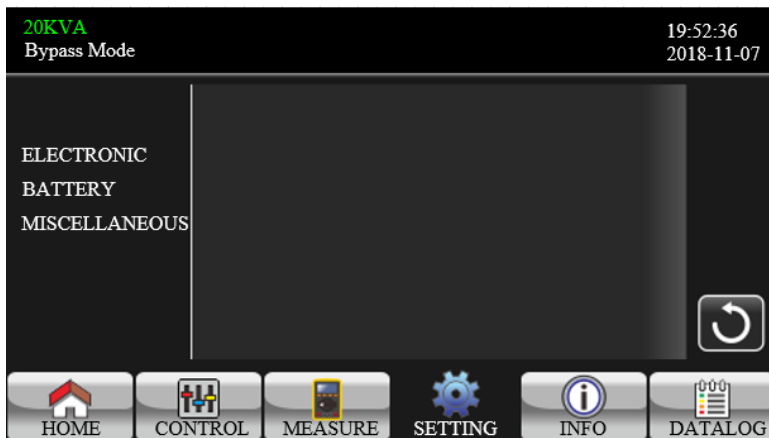 20KVA
Bypass Mode
19:52:36
2018-11-07
ELECTRONIC
BATTERY
MISCELLANEOUS
HOME
CONTROL
MEASURE
SETTING
INFO
DATALOG